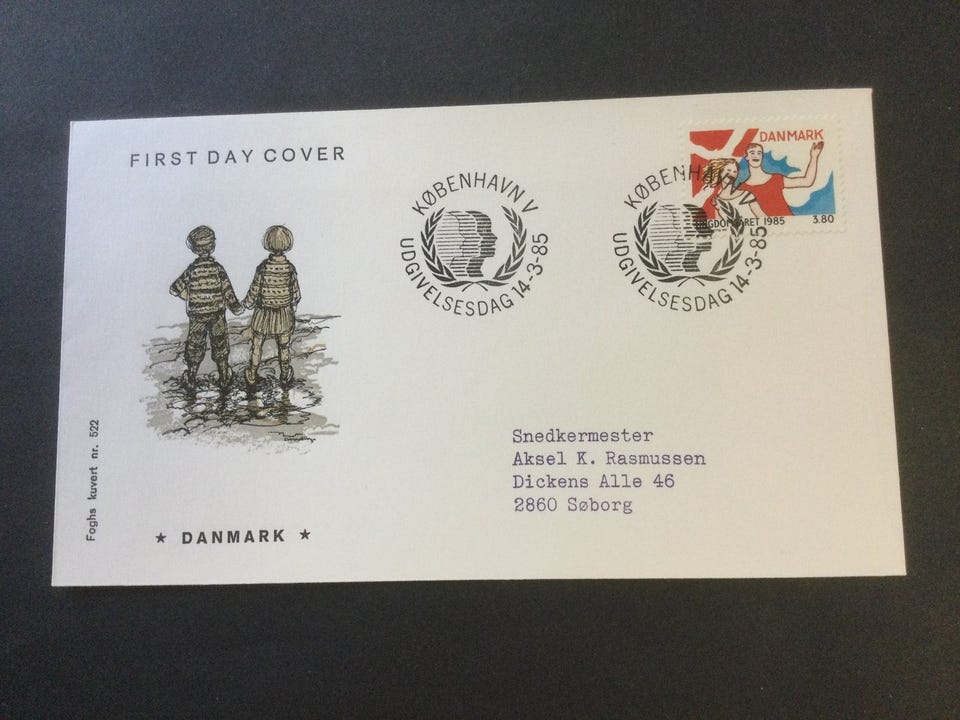 FIRST DAY COVER
KØBENHAVN V
UDGIVELSESDAG 14-3-85
KØBENHAVN V
UDGIVELSESDAG 14-3-85
DANMARK
1985
3.80
Snedkermester
Aksel K. Rasmussen
Dickens Alle 46
2860 Søborg
Foghs kuvert nr. 522
★ DANMARK ★